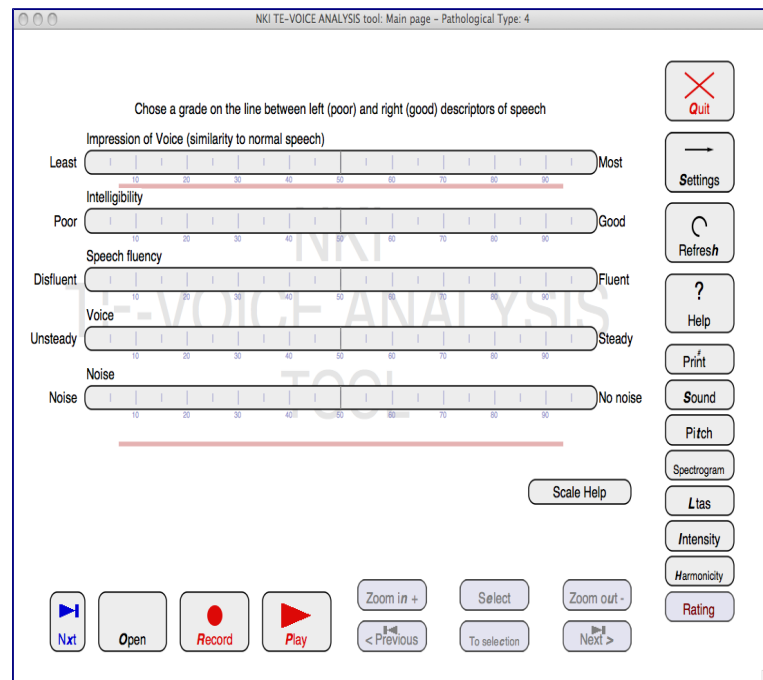 NKI TE-VOICE ANALYSIS tool: Main page - Pathological Type: 4
Chose a grade on the line between left (poor) and right (good) descriptors of speech
Impression of Voice (similarity to normal speech)
Least Most
10 20 30 40 50 60 70 80 90
Intelligibility
Poor Good
10 20 30 40 50 60 70 80 90
Speech fluency
Disfluent Fluent
10 20 30 40 50 60 70 80 90
Voice
Unsteady Steady
10 20 30 40 50 60 70 80 90
Noise
Noise No noise
10 20 30 40 50 60 70 80 90
NKI
TE--VOICE ANALYSIS
TOOL
Scale Help
Quit
Settings
Refresh
?
Help
Print
Sound
Pitch
Spectrogram
Ltas
Intensity
Harmonicity
Rating
Zoom in + Select Zoom out -
Nxt Open Record Play < Previous To selection Next >